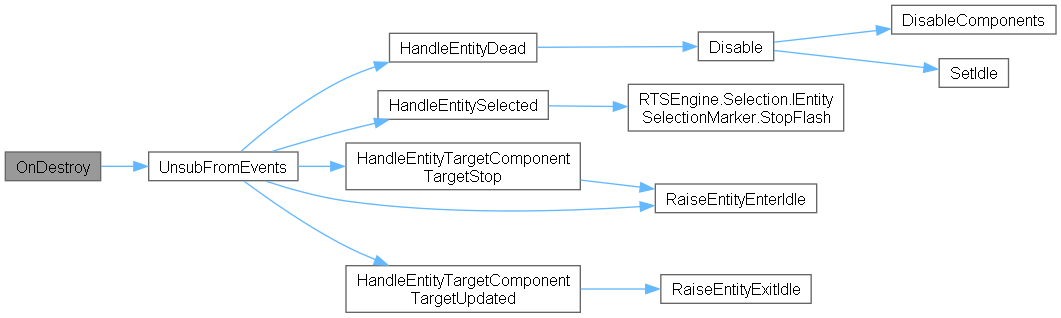 OnDestroy
UnsubFromEvents
HandleEntityDead
Disable
DisableComponents
SetIdle
HandleEntitySelected
RTSEngine.Selection.IEntity
SelectionMarker.StopFlash
HandleEntityTargetComponent
TargetStop
RaiseEntityEnterIdle
HandleEntityTargetComponent
TargetUpdated
RaiseEntityExitIdle